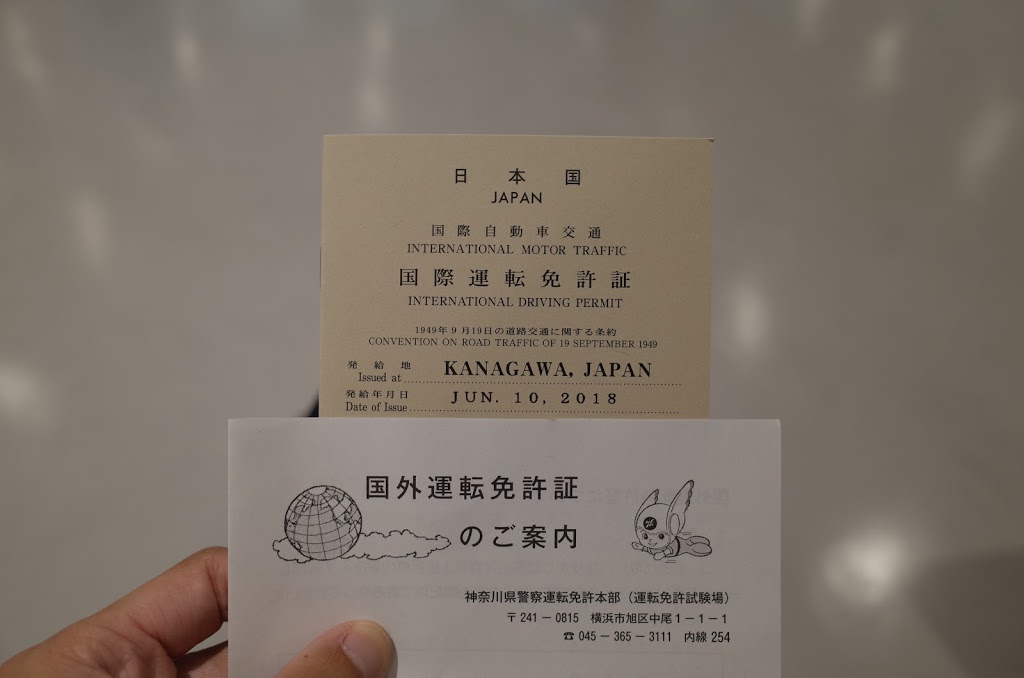 日本国
JAPAN
国際自動車交通
INTERNATIONAL MOTOR TRAFFIC
国際運転免許証
INTERNATIONAL DRIVING PERMIT
1949年9月19日の道路交通に関する条約
CONVENTION ON ROAD TRAFFIC OF 19 SEPTEMBER 1949
発給地
Issued at KANAGAWA, JAPAN
発給年月日
Date of Issue JUN. 10, 2018
国外運転免許証
のご案内
神奈川県警察運転免許本部（運転免許試験場）
〒241－0815 横浜市旭区中尾1－1－1
☎ 045－365－3111 内線 254